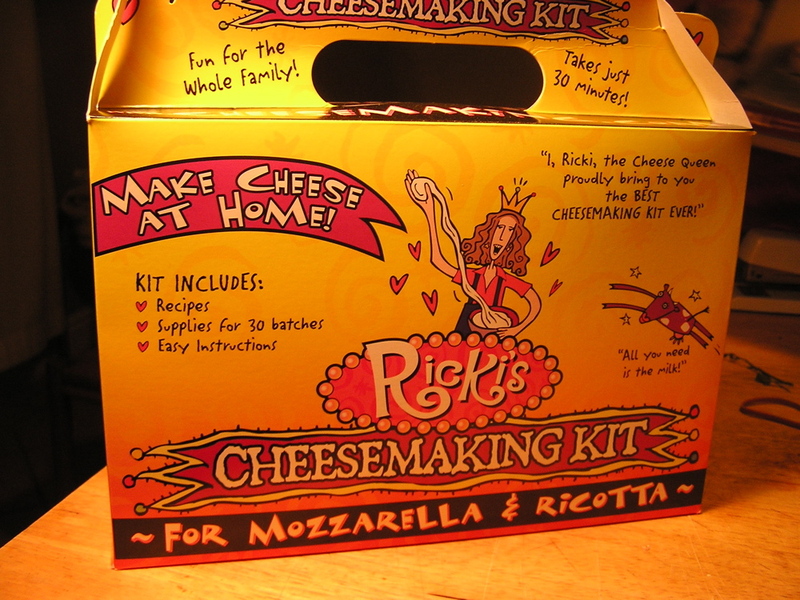 CHEESEMAKING KIT
Fun for the
Whole Family!
Takes just
30 minutes!
MAKE CHEESE
AT HOME!
"I, Ricki, the Cheese Queen
proudly bring to you
the BEST
CHEESEMAKING KIT EVER!"
KIT INCLUDES:
Recipes
Supplies for 30 batches
Easy Instructions
"All you need
is the milk!"
Ricki's
CHEESEMAKING KIT
~ FOR MOZZARELLA & RICOTTA ~